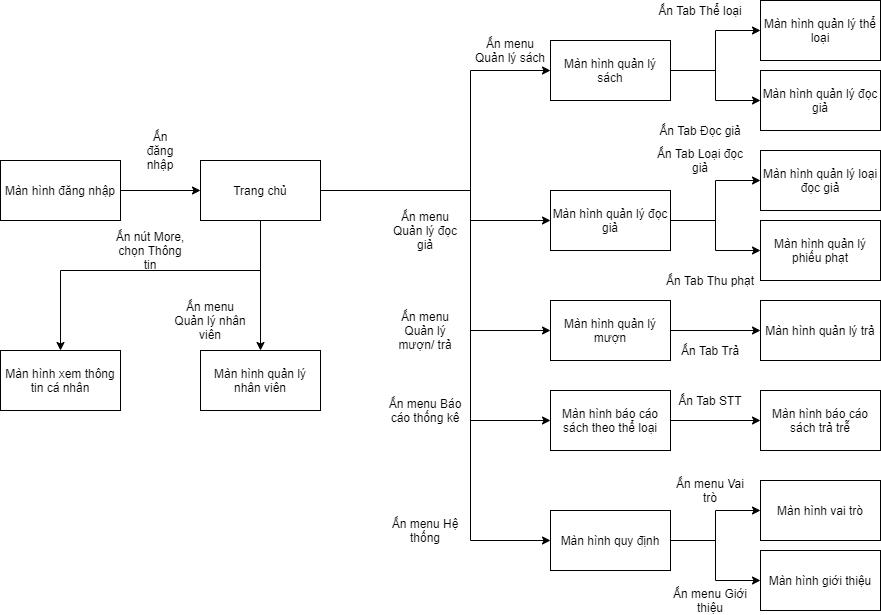 Ấn Tab Thể loại
Màn hình quản lý thể
loại
Ấn menu
Quản lý sách
Màn hình quản lý
sách
Màn hình quản lý đọc
giả
Ấn Tab Đọc giả
Ấn
đăng
nhập
Màn hình đăng nhập
Trang chủ
Ấn Tab Loại đọc
giả
Màn hình quản lý loại
đọc giả
Ấn menu
Quản lý đọc
giả
Màn hình quản lý đọc
giả
Màn hình quản lý
phiếu phạt
Ấn Tab Thu phạt
Ấn nút More,
chọn Thông
tin
Ấn menu
Quản lý nhân
viên
Ấn menu
Quản lý
mượn/ trả
Màn hình quản lý
mượn
Ấn Tab Trả
Màn hình quản lý trả
Màn hình xem thông
tin cá nhân
Màn hình quản lý
nhân viên
Ấn menu Báo
cáo thống kê
Màn hình báo cáo
sách theo thể loại
Ấn Tab STT
Màn hình báo cáo
sách trả trễ
Ấn menu Hệ
thống
Màn hình quy định
Ấn menu Vai
trò
Màn hình vai trò
Ấn menu Giới
thiệu
Màn hình giới thiệu